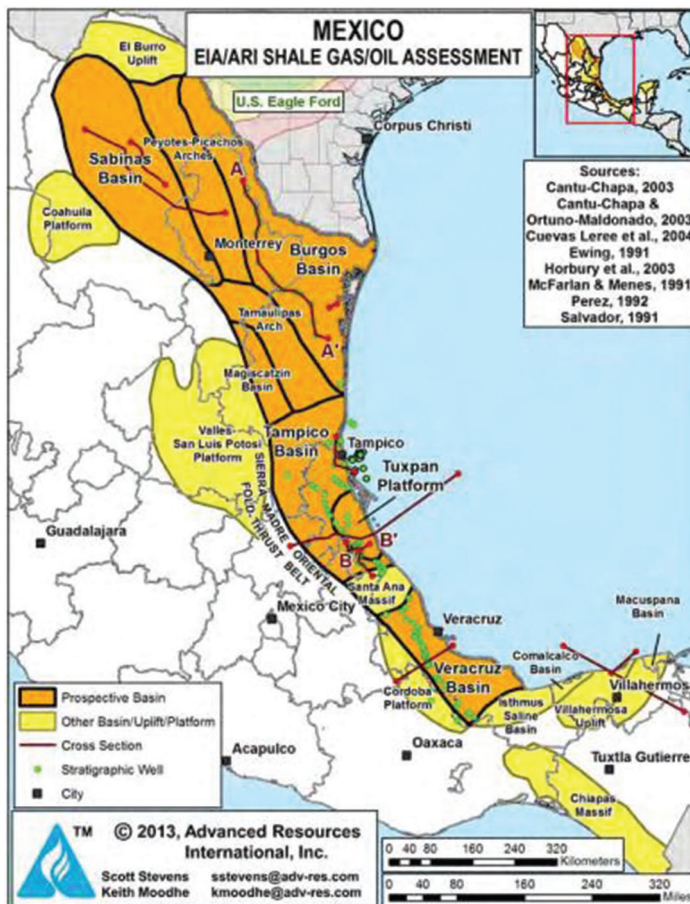 MEXICO
EIA/ARI SHALE GAS/OIL ASSESSMENT
El Burro
Uplift
U.S. Eagle Ford
Corpus Christi
Peyotes-Picachos
Arches
Sabinas
Basin
A
Coahuila
Platform
Monterrey
Burgos
Basin
Tamaulipas
Arch
A'
Magiscatzin
Basin
Sources:
Cantu-Chapa, 2003
Cantu-Chapa &
Ortuno-Maldonado, 2003
Cuevas Leree et al., 2004
Ewing, 1991
Horbury et al., 2003
McFarlan & Menes, 1991
Perez, 1992
Salvador, 1991
Valles-
San Luis Potosi
Platform
Tampico
Basin
Tampico
Tuxpan
Platform
SIERRA MADRE ORIENTAL
FOLD-THRUST BELT
Guadalajara
B
B'
Santa Ana
Massif
Mexico City
Veracruz
Macuspana
Basin
Comalcalco
Basin
Veracruz
Basin
Cordoba
Platform
Villahermosa
Isthmus
Saline
Basin
Villahermosa
Uplift
Oaxaca
Acapulco
Tuxtla Gutierre
Chiapas
Massif
Prospective Basin
Other Basin/Uplift/Platform
Cross Section
Stratigraphic Well
City
TM
© 2013, Advanced Resources
International, Inc.
Scott Stevens sstevens@adv-res.com
Keith Moodhe kmoodhe@adv-res.com
0 40 80 160 240 320
Kilometers
0 40 80 160 240 320
Miles